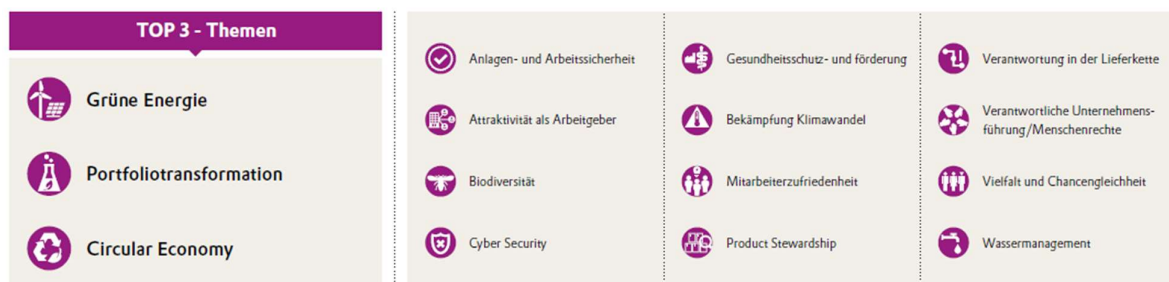 TOP 3 - Themen
Grüne Energie
Portfoliotransformation
Circular Economy
Anlagen- und Arbeitssicherheit
Attraktivität als Arbeitgeber
Biodiversität
Cyber Security
Gesundheitsschutz- und förderung
Bekämpfung Klimawandel
Mitarbeiterzufriedenheit
Product Stewardship
Verantwortung in der Lieferkette
Verantwortliche Unternehmens-
führung/Menschenrechte
Vielfalt und Chancengleichheit
Wassermanagement